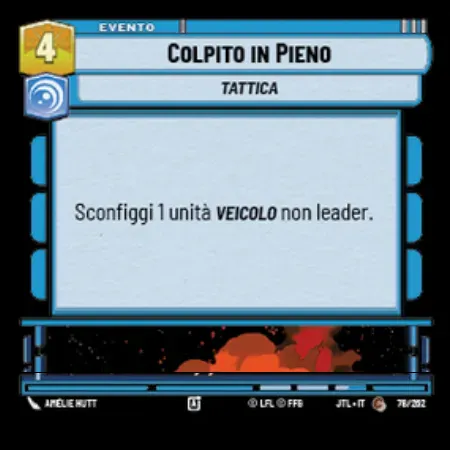 EVENTO
4
COLPITO IN PIENO
TATTICA
Sconfiggi 1 unità VEICOLO non leader.
AMÉLIE HUTT
© LFL © FFG
JTL • IT
76/262